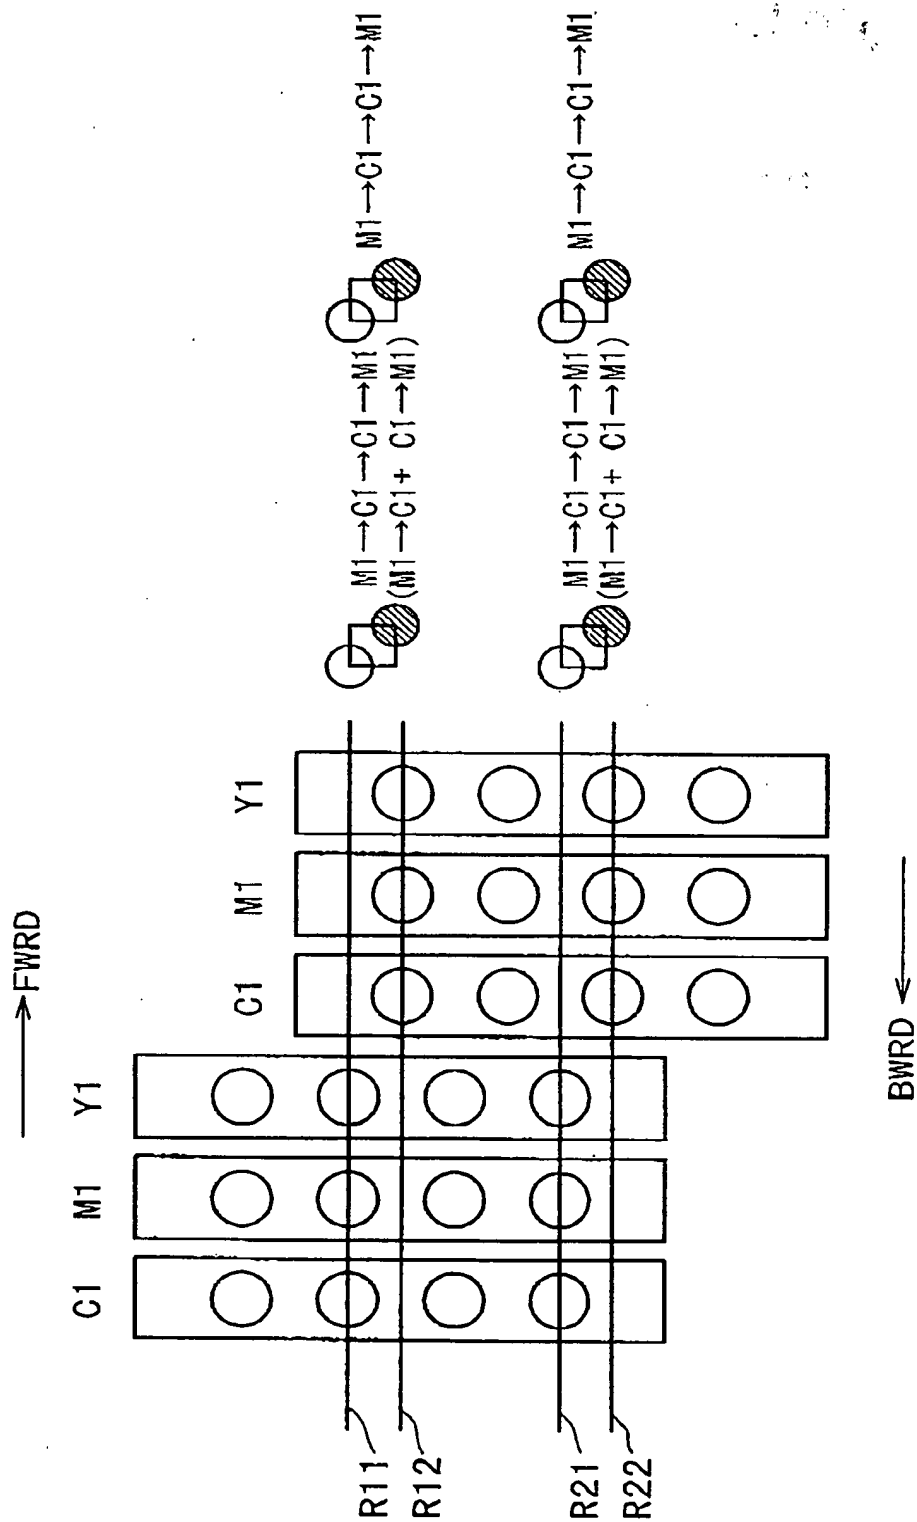 FWRD
C1 M1 Y1 C1 M1 Y1
R11
R12
R21
R22
M1→C1→C1→M1
(M1→C1+ C1→M1)
M1→C1→C1→M1
M1→C1→C1→M1
(M1→C1+ C1→M1)
M1→C1→C1→M1
BWRD